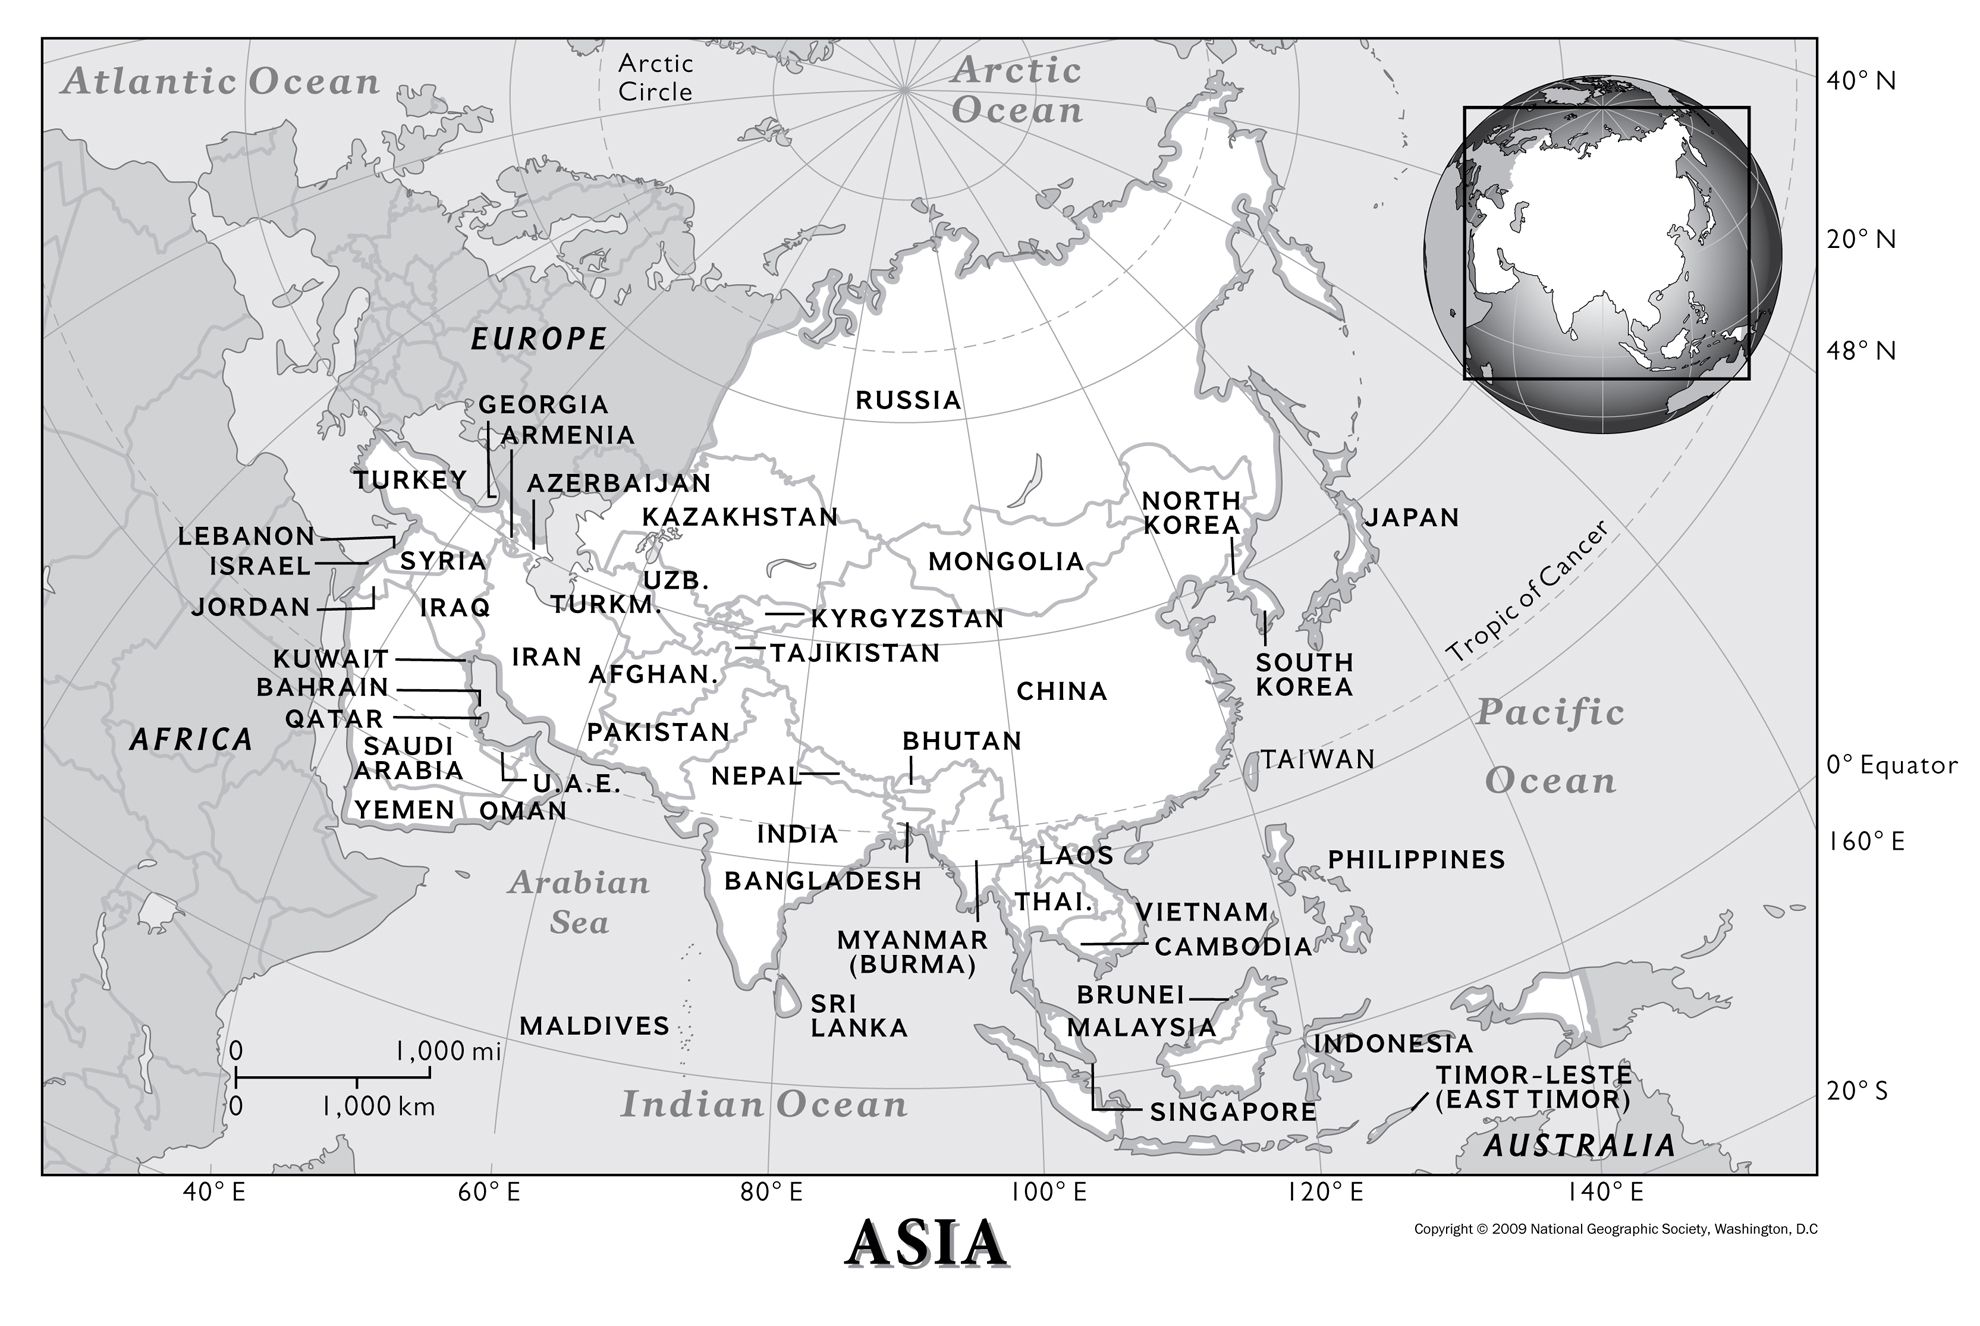 Atlantic Ocean
Arctic
Circle
Arctic
Ocean
40° N
20° N
48° N
EUROPE
RUSSIA
GEORGIA
ARMENIA
TURKEY
AZERBAIJAN
KAZAKHSTAN
NORTH
KOREA
JAPAN
LEBANON
ISRAEL
SYRIA
MONGOLIA
Tropic of Cancer
UZB.
JORDAN
IRAQ
TURKM.
KYRGYZSTAN
KUWAIT
IRAN
TAJIKISTAN
AFGHAN.
SOUTH
KOREA
BAHRAIN
CHINA
QATAR
AFRICA
PAKISTAN
Pacific
Ocean
SAUDI
ARABIA
BHUTAN
TAIWAN
0° Equator
NEPAL
U.A.E.
YEMEN
OMAN
INDIA
160° E
LAOS
PHILIPPINES
Arabian
Sea
BANGLADESH
THAI.
VIETNAM
MYANMAR
(BURMA)
CAMBODIA
BRUNEI
SRI
LANKA
MALDIVES
MALAYSIA
INDONESIA
0 1,000 mi
0 1,000 km
TIMOR-LESTE
(EAST TIMOR)
20° S
Indian Ocean
SINGAPORE
AUSTRALIA
40° E 60° E 80° E 100° E 120° E 140° E
ASIA
Copyright © 2009 National Geographic Society, Washington, D.C